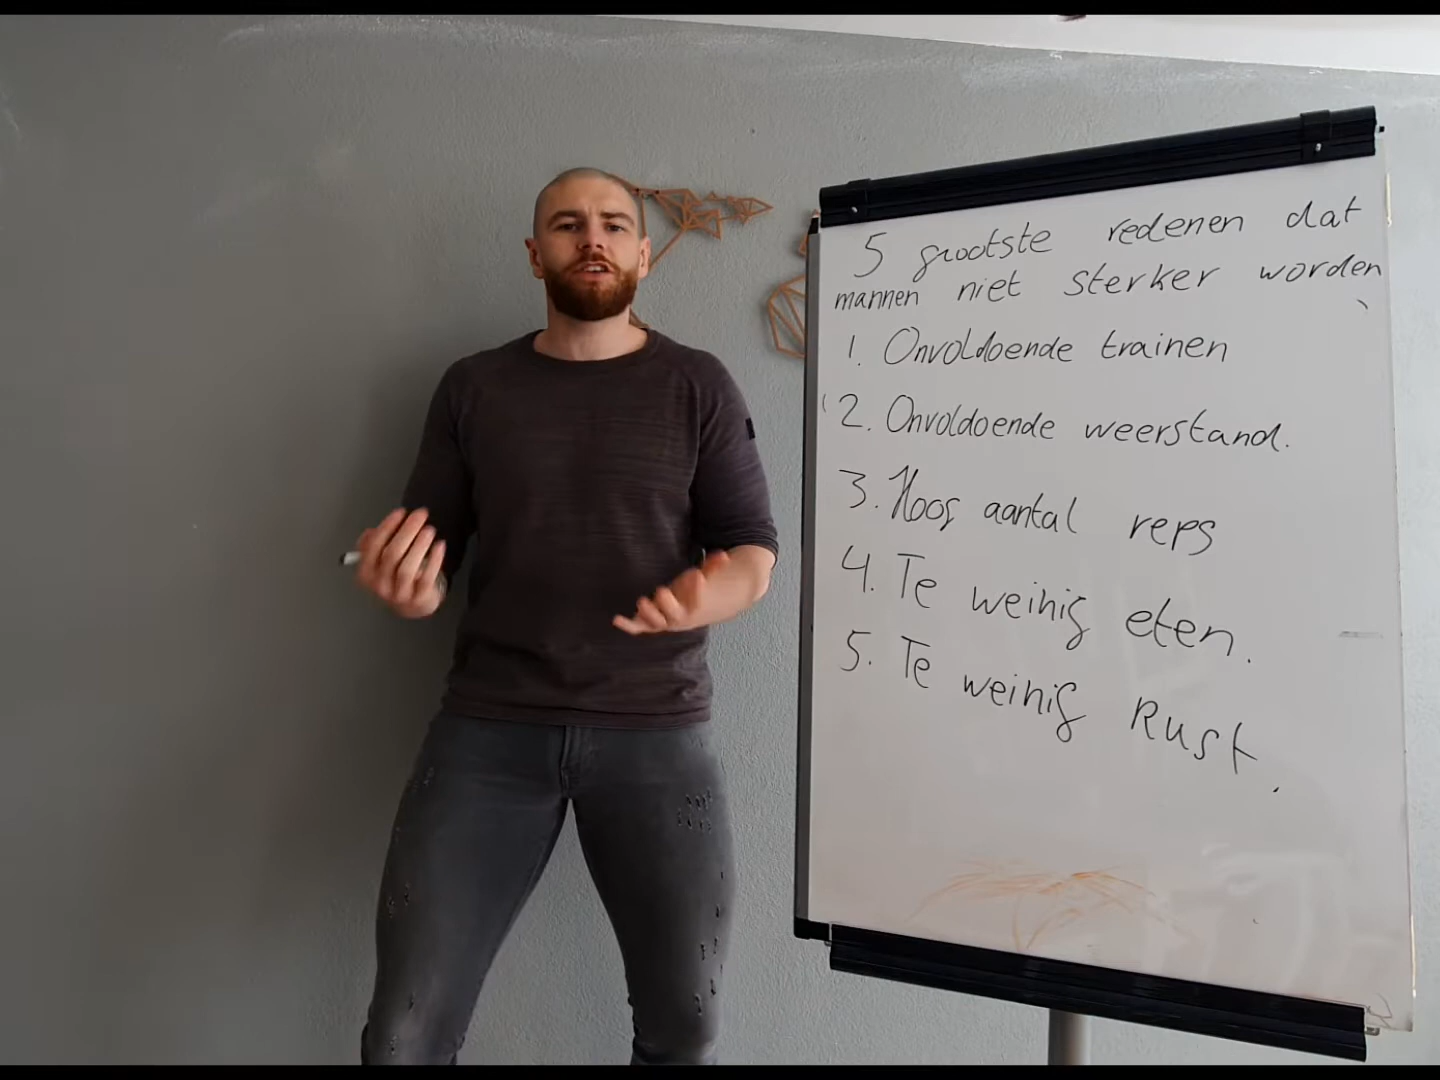 5 grootste redenen dat
mannen niet sterker worden
1. Onvoldoende trainen
2. Onvoldoende weerstand.
3. Hoog aantal reps
4. Te weinig eten.
5. Te weinig Rust.